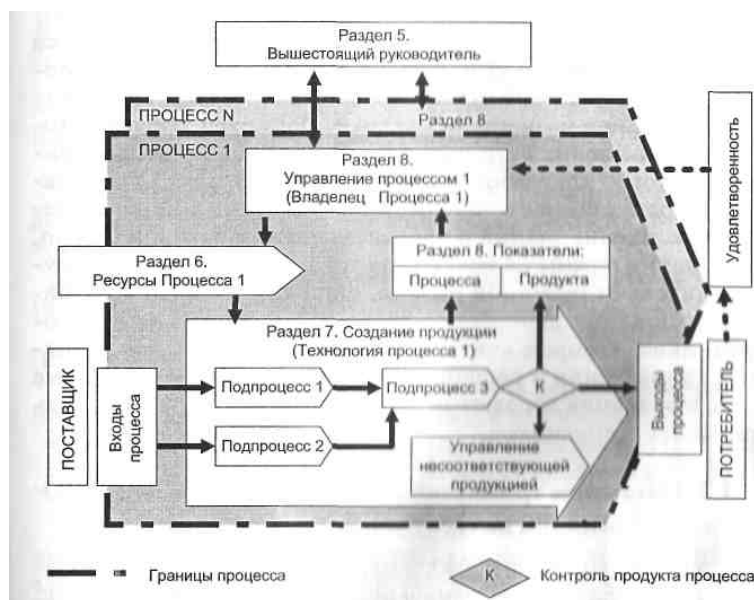 Раздел 5.
Вышестоящий руководитель
ПРОЦЕСС N
Раздел 8
ПРОЦЕСС 1
Раздел 8.
Управление процессом 1
(Владелец Процесса 1)
Удовлетворенность
Раздел 6.
Ресурсы Процесса 1
Раздел 8. Показатели:
Процесса
Продукта
Раздел 7. Создание продукции
(Технология процесса 1)
ПОСТАВЩИК
Входы
процесса
Подпроцесс 1
Подпроцесс 3
К
Подпроцесс 2
Управление
несоответствующей
продукцией
Выходы
процесса
ПОТРЕБИТЕЛЬ
Границы процесса
К
Контроль продукта процесса